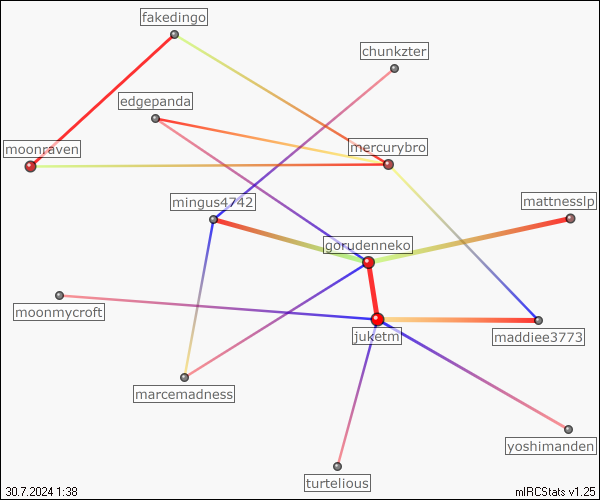 fakedingo
chunkzter
edgepanda
moonraven
mercurybro
mingus4742
mattnesslp
gorudenneko
moonmycroft
juketm
maddiee3773
marcemadness
yoshimanden
turtelious
30.7.2024 1:38
mIRCStats v1.25